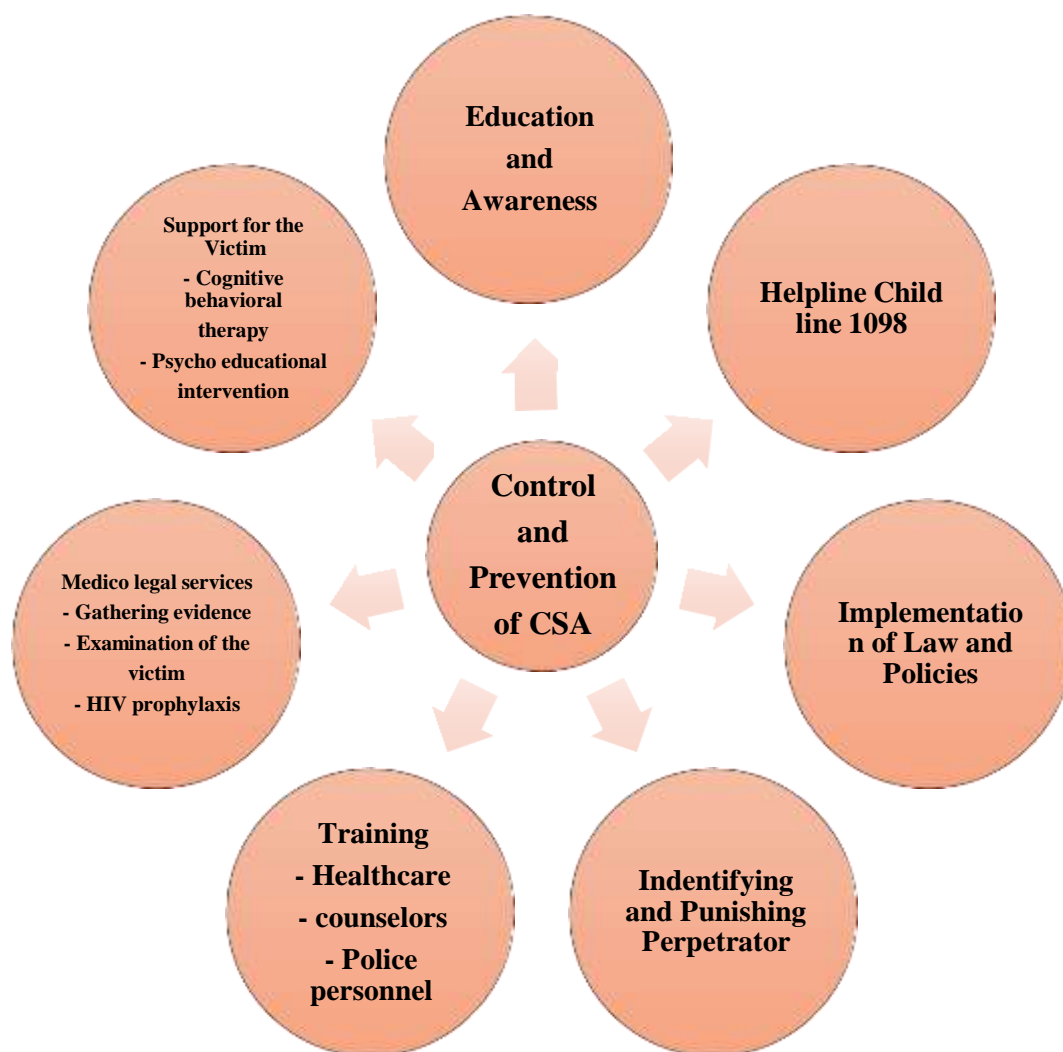 Education
and
Awareness
Helpline Child
line 1098
Implementatio
n of Law and
Policies
Indentifying
and Punishing
Perpetrator
Training
- Healthcare
- counselors
- Police
personnel
Medico legal services
- Gathering evidence
- Examination of the
victim
- HIV prophylaxis
Support for the
Victim
- Cognitive
behavioral
therapy
- Psycho educational
intervention
Control
and
Prevention
of CSA